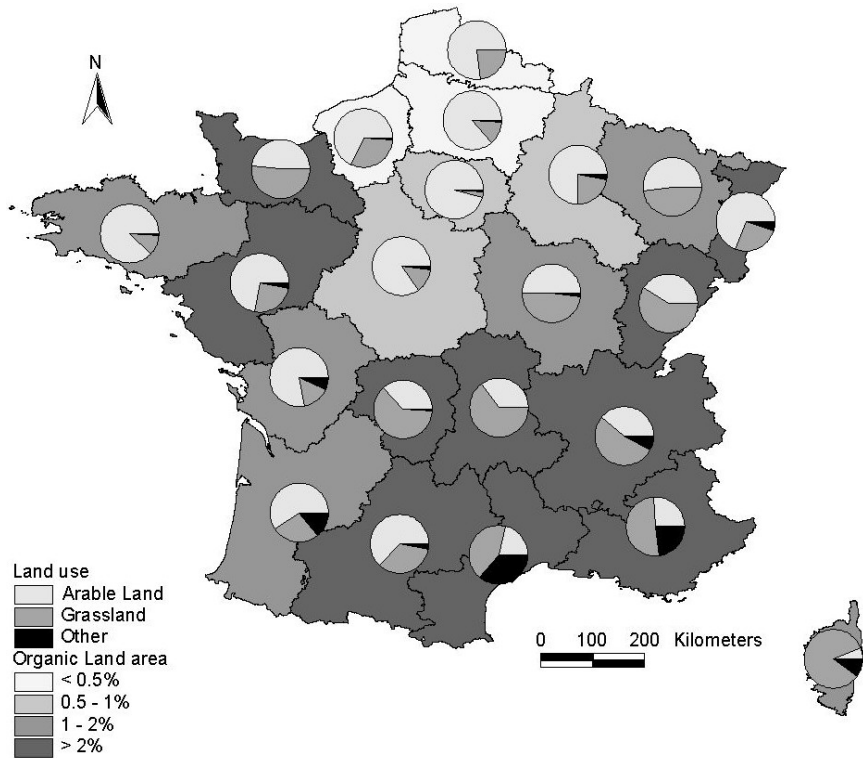 N
Land use
Arable Land
Grassland
Other
Organic Land area
< 0.5%
0.5 - 1%
1 - 2%
> 2%
0 100 200 Kilometers